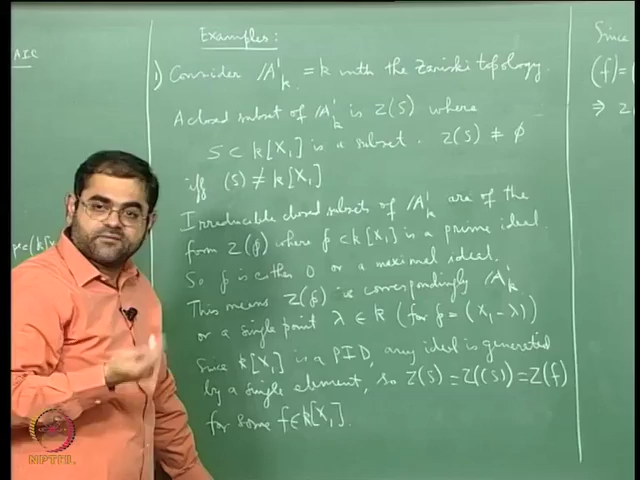 AIC
Examples:
1) Consider /A¹ₖ = k with the Zariski topology.
A closed subset of /A¹ₖ is Z(S) where
S ⊂ k[X₁] is a subset. Z(S) ≠ ϕ
iff (S) ≠ k[X₁]
Irreducible closed subsets of /A¹ₖ are of the
form Z(𝔭) where 𝔭 ⊂ k[X₁] is a prime ideal
So 𝔭 is either 0 or a maximal ideal.
This means Z(𝔭) is correspondingly /A¹ₖ
or a single point λ ∈ k (for 𝔭 = (X₁ - λ))
Since k[X₁] is a PID, any ideal is generated
by a single element, so Z(S) = Z((S)) = Z(f)
for some f ∈ k[X₁].
Since
(f) =
⇒ Z
NPTEL